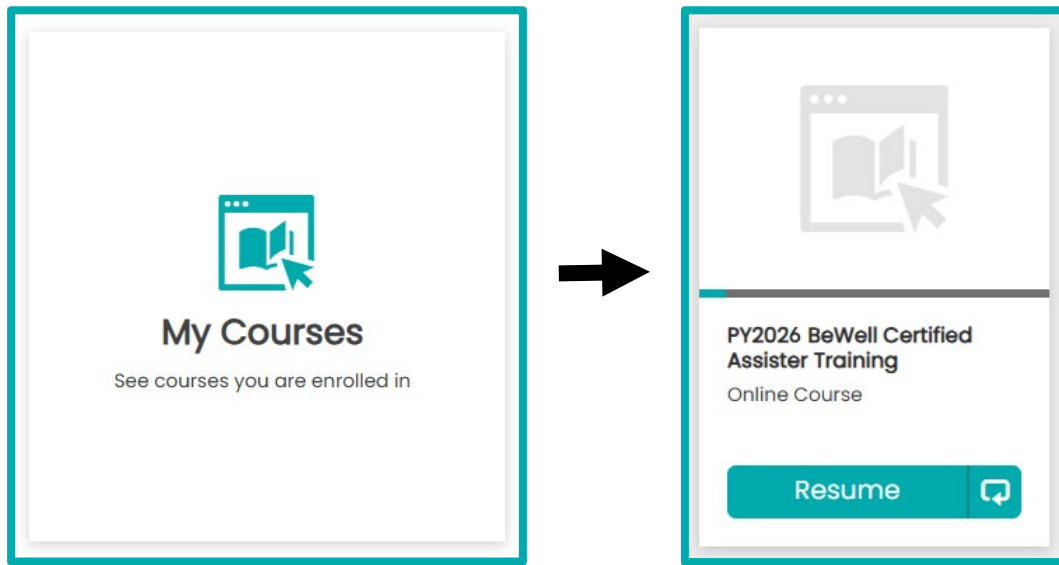 My Courses
See courses you are enrolled in
PY2026 BeWell Certified
Assister Training
Online Course
Resume